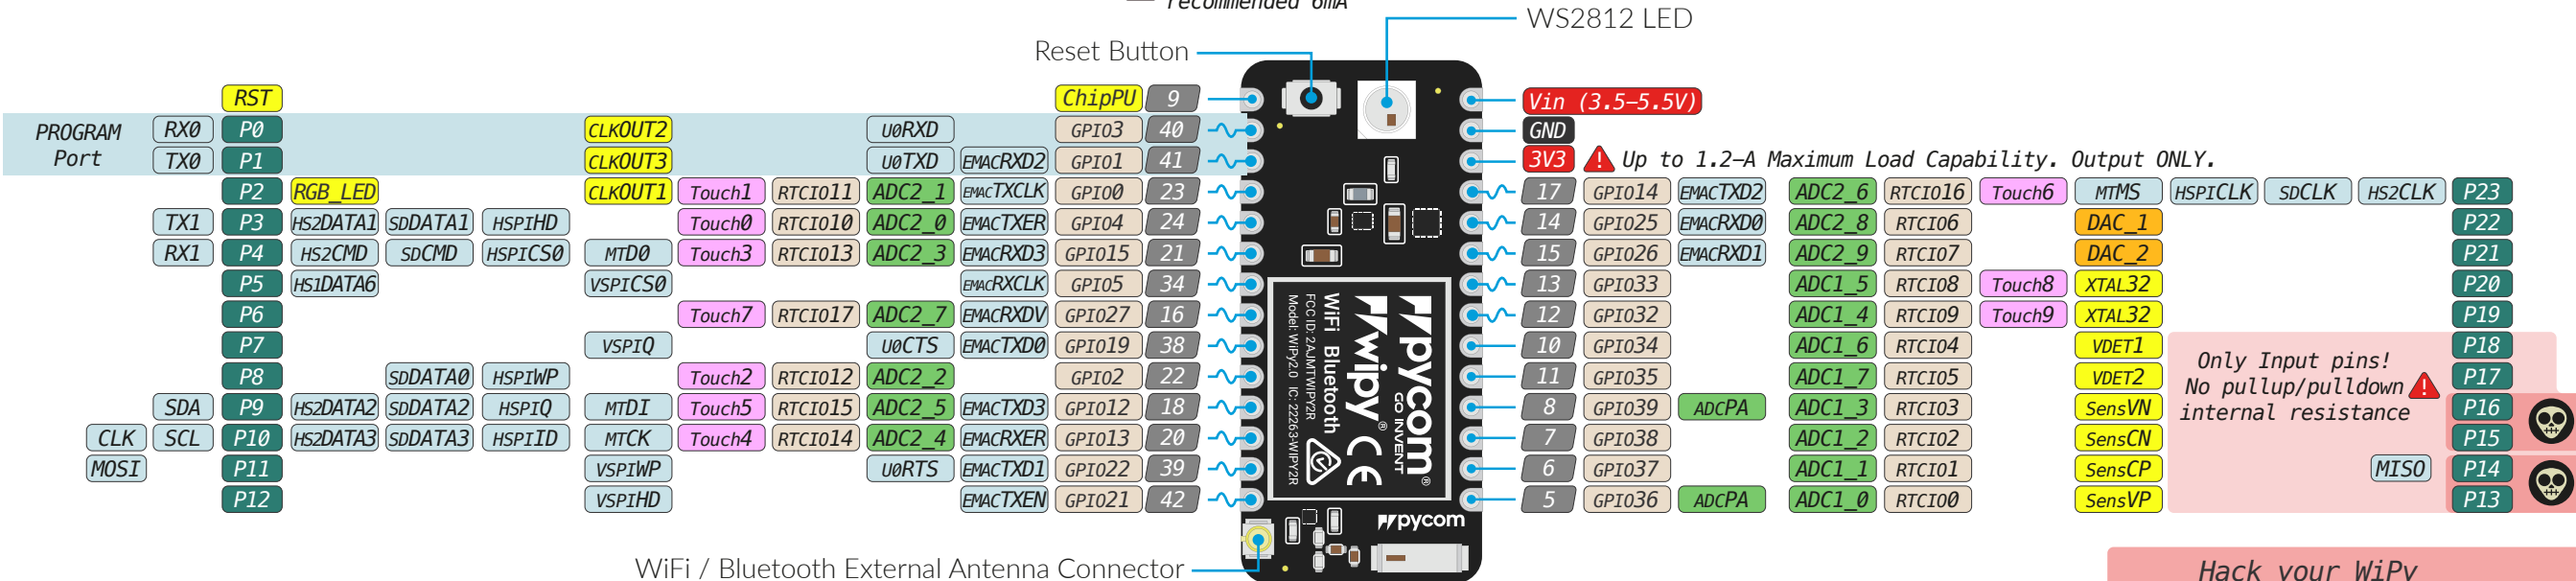 recommended 6mA
WS2812 LED
Reset Button
RST ChipPU 9 Vin (3.5–5.5V)
PROGRAM Port RX0 P0 CLKOUT2 U0RXD GPIO3 40 GND
TX0 P1 CLKOUT3 U0TXD EMACRXD2 GPIO1 41 3V3 Up to 1.2–A Maximum Load Capability. Output ONLY.
P2 RGB_LED CLKOUT1 Touch1 RTCIO11 ADC2_1 EMACTXCLK GPIO0 23 17 GPIO14 EMACTXD2 ADC2_6 RTCIO16 Touch6 MTMS HSPICLK SDCLK HS2CLK P23
TX1 P3 HS2DATA1 SDDATA1 HSPIHD Touch0 RTCIO10 ADC2_0 EMACTXER GPIO4 24 14 GPIO25 EMACRXD0 ADC2_8 RTCIO6 DAC_1 P22
RX1 P4 HS2CMD SDCMD HSPICS0 MTD0 Touch3 RTCIO13 ADC2_3 EMACRXD3 GPIO15 21 15 GPIO26 EMACRXD1 ADC2_9 RTCIO7 DAC_2 P21
P5 HS1DATA6 VSPICS0 EMACRXCLK GPIO5 34 13 GPIO33 ADC1_5 RTCIO8 Touch8 XTAL32 P20
P6 Touch7 RTCIO17 ADC2_7 EMACRXDV GPIO27 16 12 GPIO32 ADC1_4 RTCIO9 Touch9 XTAL32 P19
P7 VSPIQ U0CTS EMACTXD0 GPIO19 38 10 GPIO34 ADC1_6 RTCIO4 VDET1 P18
P8 SDDATA0 HSPIWP Touch2 RTCIO12 ADC2_2 GPIO2 22 11 GPIO35 ADC1_7 RTCIO5 VDET2 P17
SDA P9 HS2DATA2 SDDATA2 HSPIQ MTDI Touch5 RTCIO15 ADC2_5 EMACTXD3 GPIO12 18 8 GPIO39 ADCPA ADC1_3 RTCIO3 SensVN P16
CLK SCL P10 HS2DATA3 SDDATA3 HSPIID MTCK Touch4 RTCIO14 ADC2_4 EMACRXER GPIO13 20 7 GPIO38 ADC1_2 RTCIO2 SensCN P15
MOSI P11 VSPIWP U0RTS EMACTXD1 GPIO22 39 6 GPIO37 ADC1_1 RTCIO1 SensCP MISO P14
P12 VSPIHD EMACTXEN GPIO21 42 5 GPIO36 ADCPA ADC1_0 RTCIO0 SensVP P13
Only Input pins!
No pullup/pulldown
internal resistance
pycom®
GO INVENT
wipy® CE
WiFi Bluetooth
FCC ID: 2AJMTWIPY2R
Model: WiPy2.0 IC: 22263-WIPY2R
pycom
WiFi / Bluetooth External Antenna Connector
Hack your WiPy